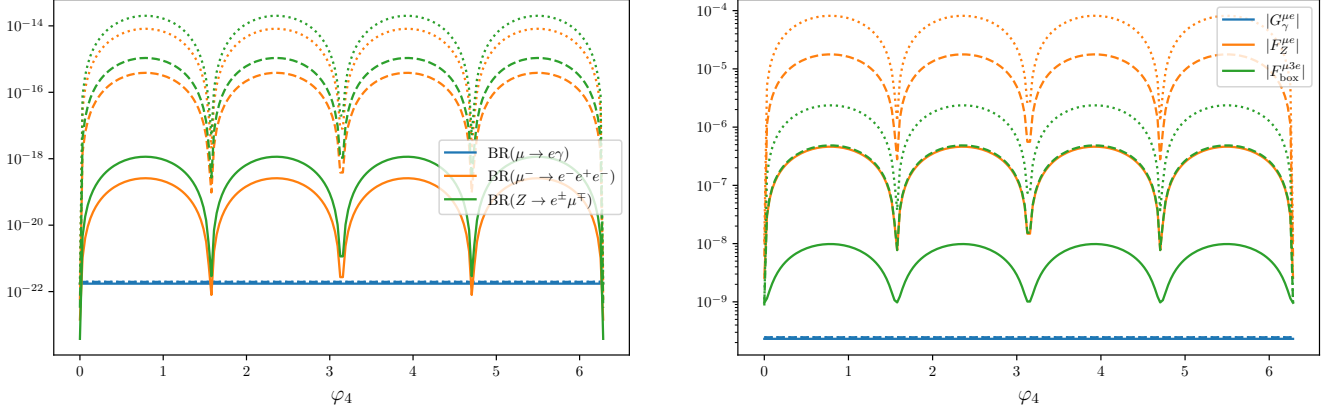 10⁻¹⁴
10⁻¹⁶
10⁻¹⁸
10⁻²⁰
10⁻²²
0 1 2 3 4 5 6
φ₄
BR(μ → eγ)
BR(μ⁻ → e⁻e⁺e⁻)
BR(Z → e^±μ^∓)
10⁻⁴
10⁻⁵
10⁻⁶
10⁻⁷
10⁻⁸
10⁻⁹
0 1 2 3 4 5 6
φ₄
|G_γ^{μe}|
|F_Z^{μe}|
|F_box^{μ3e}|